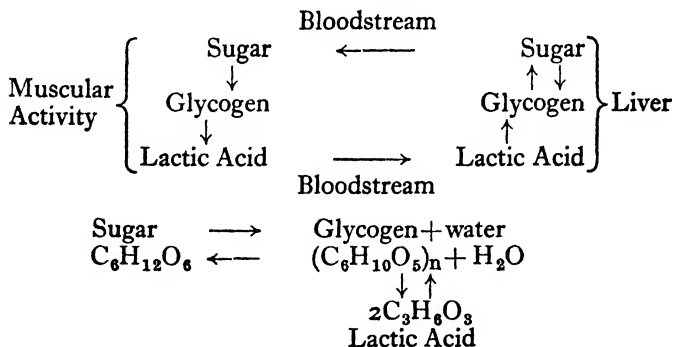 Bloodstream
Sugar ← Sugar
↓ ↑ ↓
Muscular Activity { Glycogen Glycogen } Liver
↓ ↑
Lactic Acid → Lactic Acid
Bloodstream
Sugar → Glycogen+water
C₆H₁₂O₆ ← (C₆H₁₀O₅)ₙ+H₂O
↓↑
2C₃H₆O₃
Lactic Acid